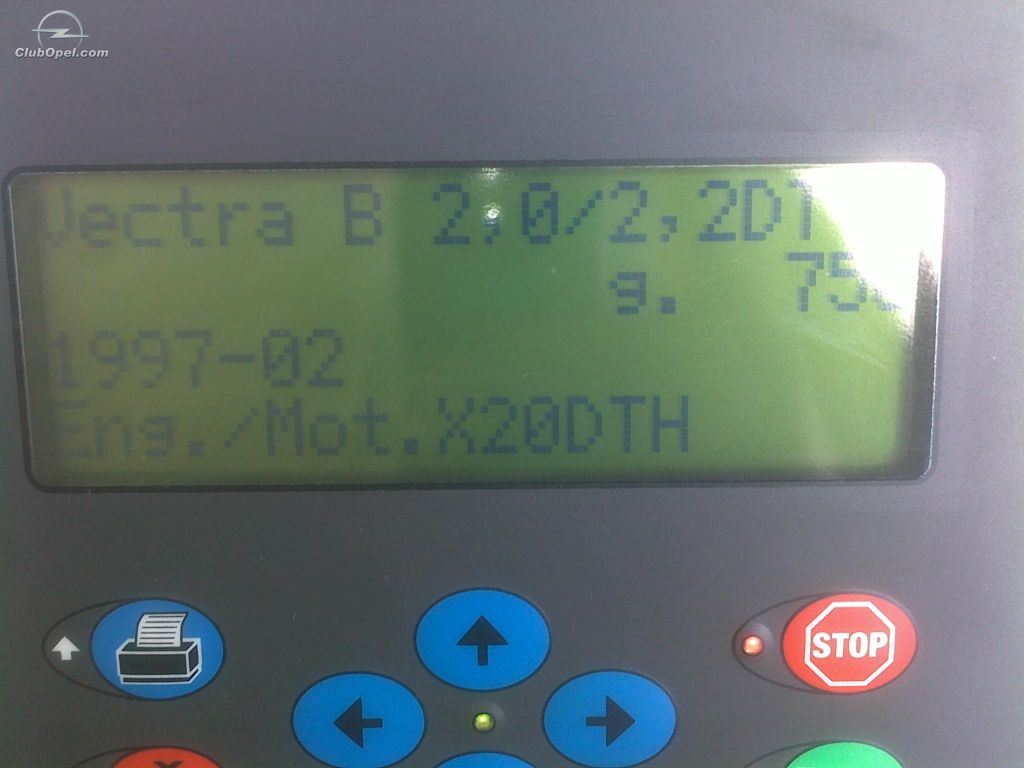 ClubOpel.com
Vectra B 2,0/2,2DT
g.
1997-02
Eng./Mot.X20DTH
STOP